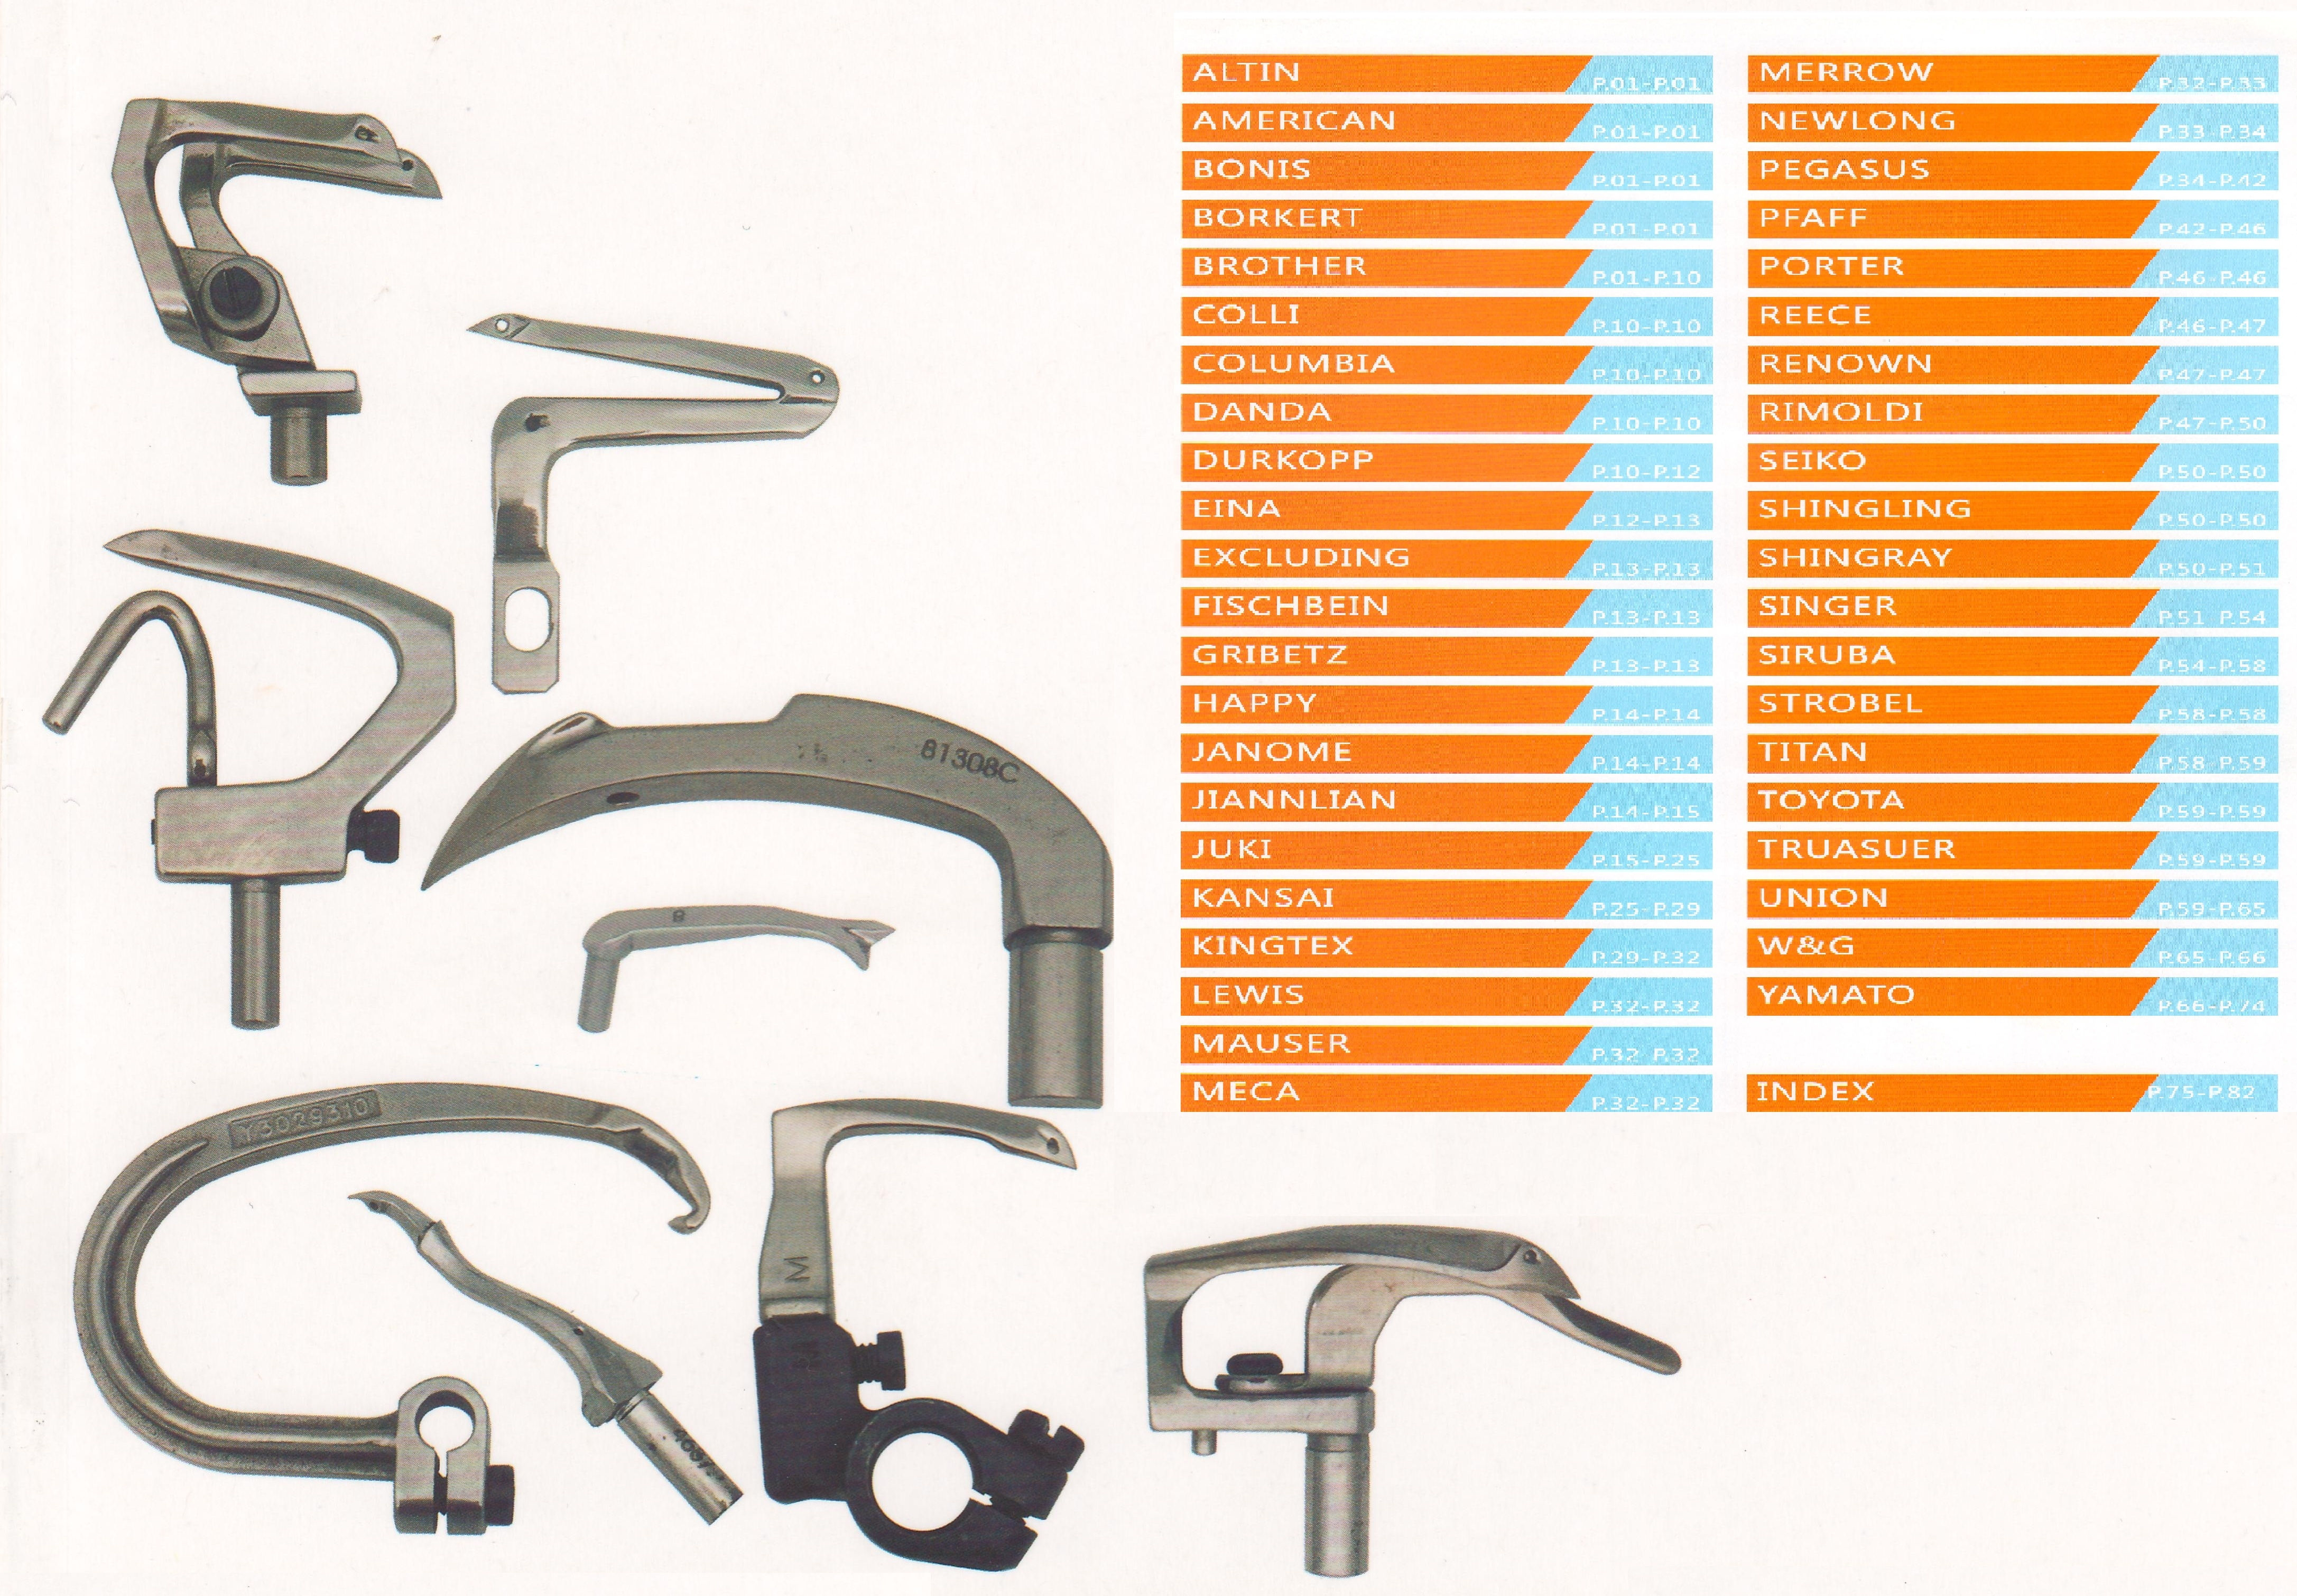 ALTIN P.01-P.01
AMERICAN P.01-P.01
BONIS P.01-P.01
BORKERT P.01-P.01
BROTHER P.01-P.10
COLLI P.10-P.10
COLUMBIA P.10-P.10
DANDA P.10-P.10
DURKOPP P.10-P.12
EINA P.12-P.13
EXCLUDING P.13-P.13
FISCHBEIN P.13-P.13
GRIBETZ P.13-P.13
HAPPY P.14-P.14
JANOME P.14-P.14
JIANNLIAN P.14-P.15
JUKI P.15-P.25
KANSAI P.25-P.29
KINGTEX P.29-P.32
LEWIS P.32-P.32
MAUSER P.32-P.32
MECA P.32-P.32
MERROW P.32-P.33
NEWLONG P.33-P.34
PEGASUS P.34-P.42
PFAFF P.42-P.46
PORTER P.46-P.46
REECE P.46-P.47
RENOWN P.47-P.47
RIMOLDI P.47-P.50
SEIKO P.50-P.50
SHINGLING P.50-P.50
SHINGRAY P.50-P.51
SINGER P.51-P.54
SIRUBA P.54-P.58
STROBEL P.58-P.58
TITAN P.58-P.59
TOYOTA P.59-P.59
TRUASUER P.59-P.59
UNION P.59-P.65
W&G P.65-P.66
YAMATO P.66-P.74
INDEX P.75-P.82
81308C
Y3029310
M